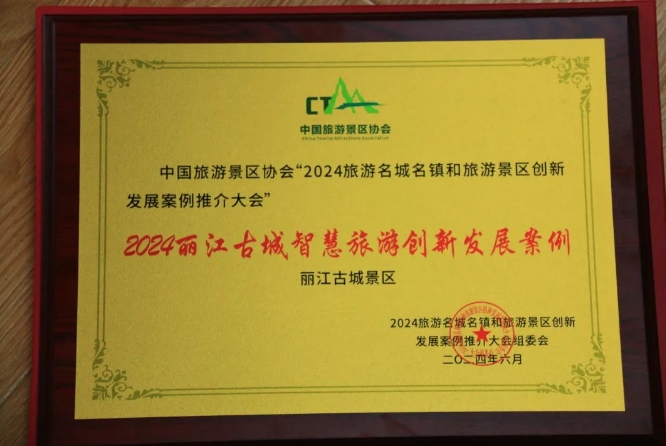 CT
中国旅游景区协会
China Tourist Attractions Association
中国旅游景区协会“2024旅游名城名镇和旅游景区创新
发展案例推介大会”
2024丽江古城智慧旅游创新发展案例
丽江古城景区
2024旅游名城名镇和旅游景区创新
发展案例推介大会组委会
二〇二四年六月